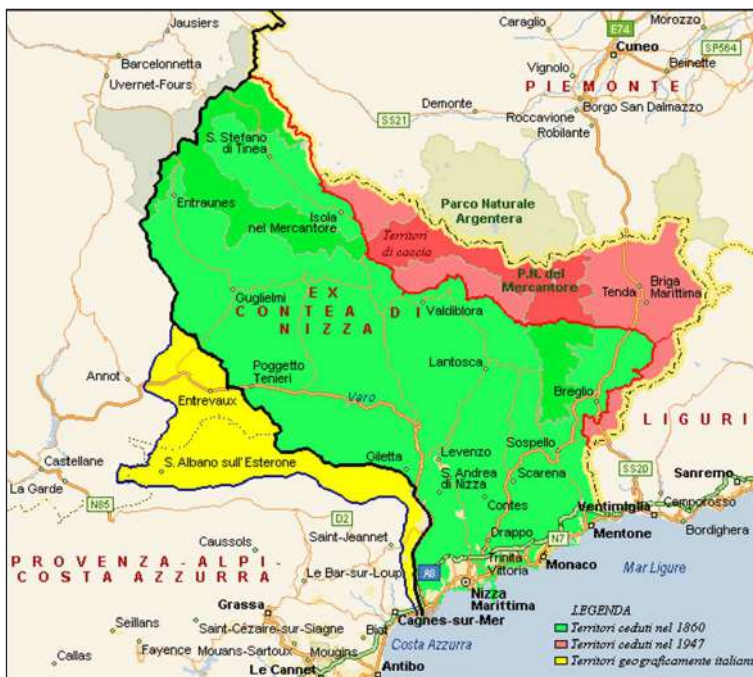 Jausiers
Caraglio
E74
Morozzo
Barcelonnetta
Cuneo
SP564
Uvernet-Fours
Vignolo
Beinette
PIEMONTE
Demonte
Borgo San Dalmazzo
SS21
Roccavione
Robilante
S. Stefano
di Tinea
Entraunes
Parco Naturale
Argentera
Isola
nel Mercantore
Territori
di caccia
P.N. del
Mercantore
Briga
Marittima
Tenda
Guglielmi
EX
CONTEA DI
NIZZA
Valdiblora
Lantosca
Annot
Poggetto
Tenieri
Entrevaux
Varo
Breglio
LIGURI
Castellane
La Garde
S. Albano sull'Esterone
Giletta
Levenzo
Sospello
SS20
S. Andrea
di Nizza
Scarena
Sanremo
N85
Contes
Ventimiglia
Camporosso
D2
Saint-Jeannet
Drappo
N7
Mentone
Bordighera
Caussols
PROVENZA-ALPI-
COSTA AZZURRA
Trinita
Vittoria
Monaco
Mar Ligure
Le Bar-sur-Loup
A8
Nizza
Marittima
Grassa
Cagnes-sur-Mer
LEGENDA
Seillans
Saint-Cézaire-sur-Siagne
Biot
Territori ceduti nel 1860
Fayence
Mouans-Sartoux
Mougins
Costa Azzurra
Territori ceduti nel 1947
Callas
Le Cannet
Antibo
Territori geograficamente italiani